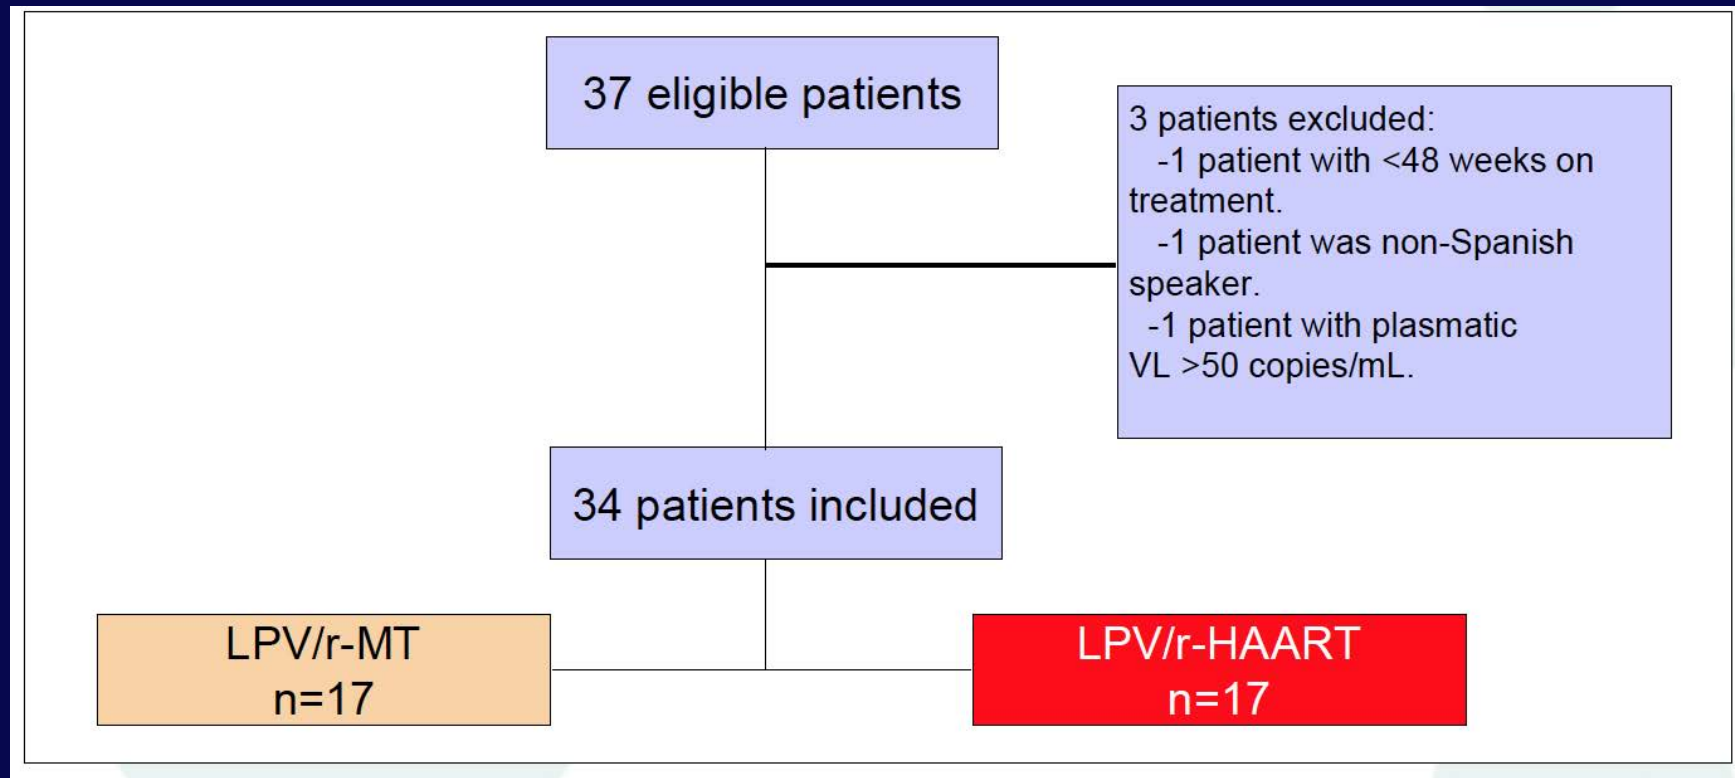 37 eligible patients
3 patients excluded:
-1 patient with <48 weeks on
treatment.
-1 patient was non-Spanish
speaker.
-1 patient with plasmatic
VL >50 copies/mL.
34 patients included
LPV/r-MT
n=17
LPV/r-HAART
n=17